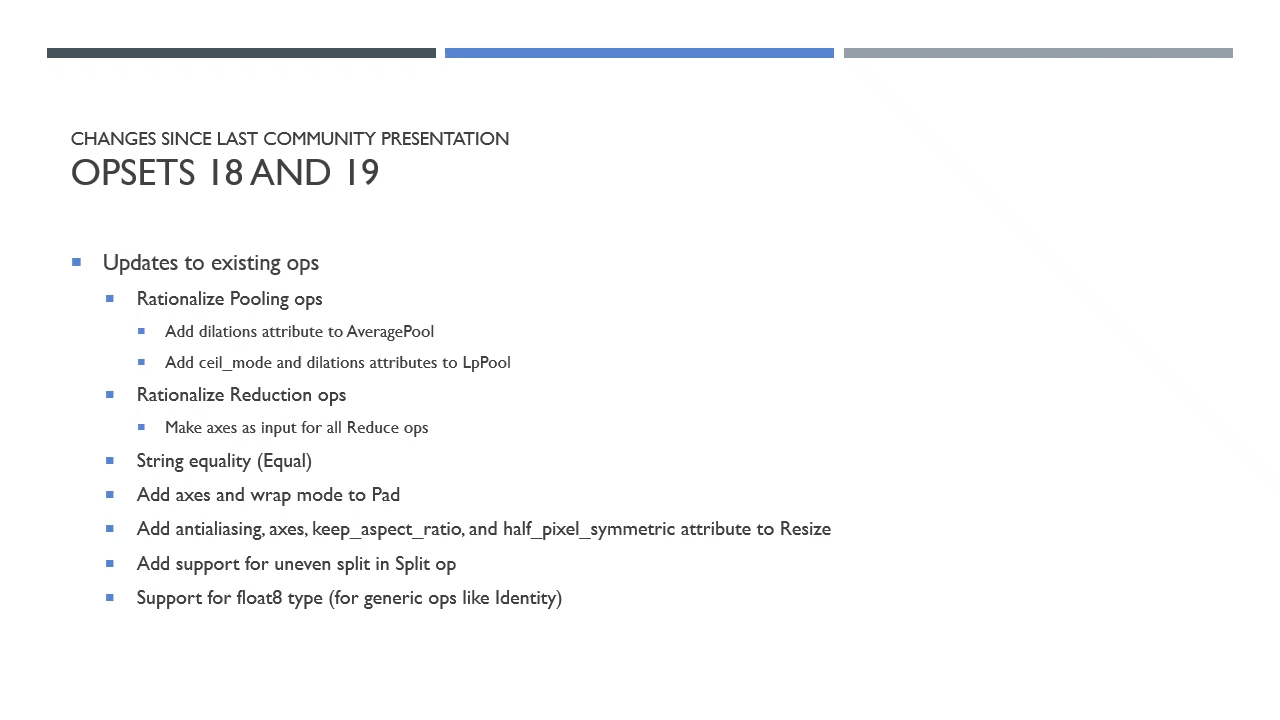 CHANGES SINCE LAST COMMUNITY PRESENTATION
OPSETS 18 AND 19
Updates to existing ops
Rationalize Pooling ops
Add dilations attribute to AveragePool
Add ceil_mode and dilations attributes to LpPool
Rationalize Reduction ops
Make axes as input for all Reduce ops
String equality (Equal)
Add axes and wrap mode to Pad
Add antialiasing, axes, keep_aspect_ratio, and half_pixel_symmetric attribute to Resize
Add support for uneven split in Split op
Support for float8 type (for generic ops like Identity)